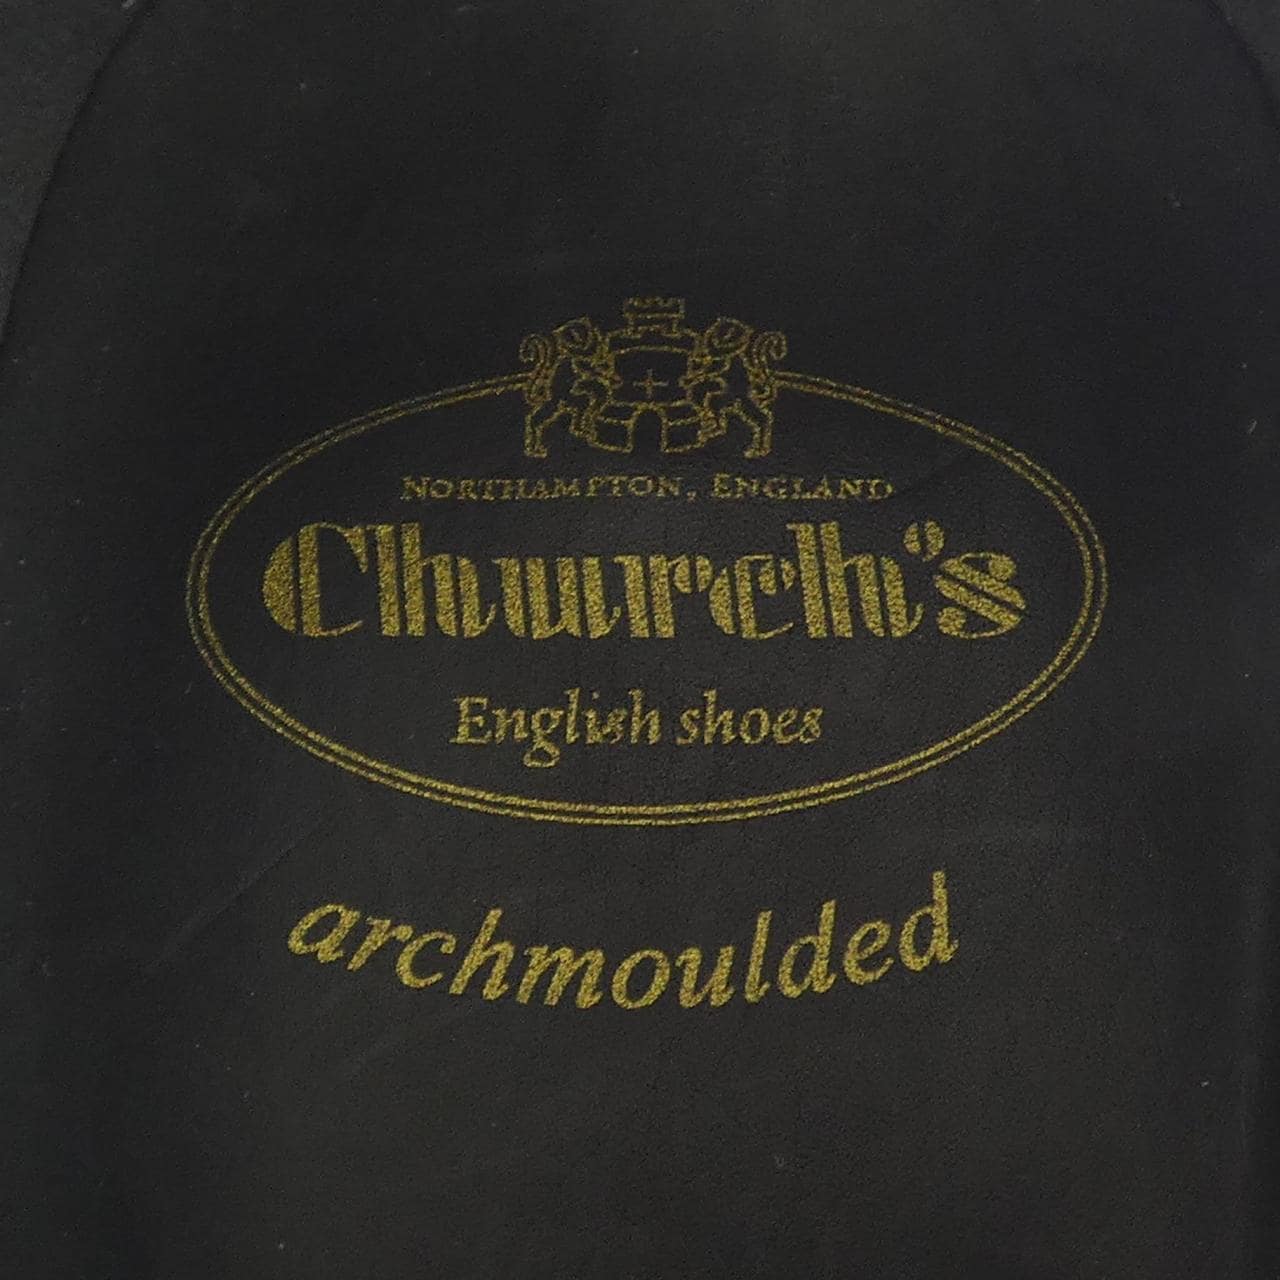 NORTHAMPTON, ENGLAND
Church's
English shoes
archmoulded